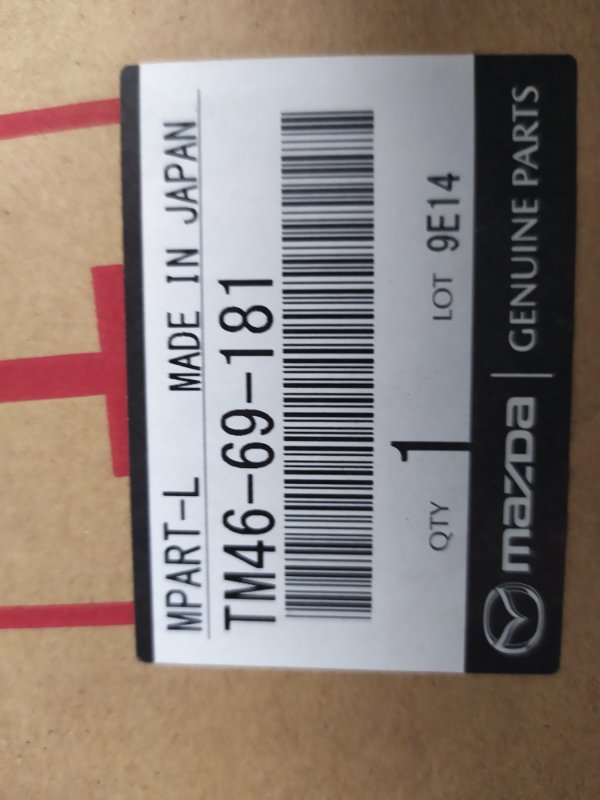 MPART-L MADE IN JAPAN
TM46-69-181
QTY 1 LOT 9E14
mazda | GENUINE PARTS